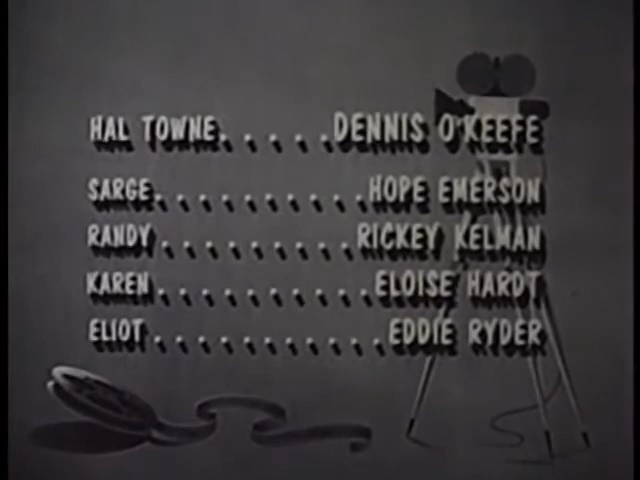 HAL TOWNE.....DENNIS O'KEEFE
SARGE..........HOPE EMERSON
RANDY.........RICKEY KELMAN
KAREN..........ELOISE HARDT
ELIOT...........EDDIE RYDER